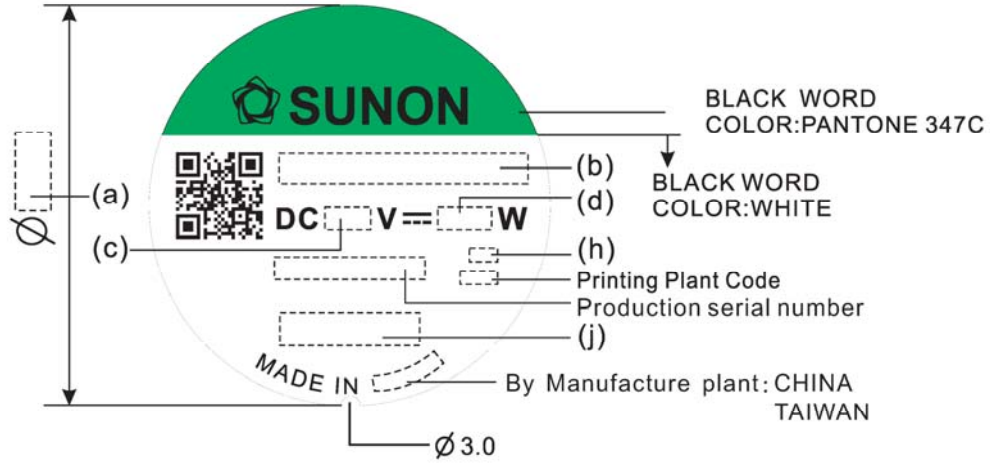 SUNON
BLACK WORD
COLOR:PANTONE 347C
BLACK WORD
COLOR:WHITE
(a)
(b)
(c)
DC V W
(d)
(h)
Printing Plant Code
Production serial number
(j)
MADE IN
By Manufacture plant: CHINA
TAIWAN
Ø
Ø 3.0